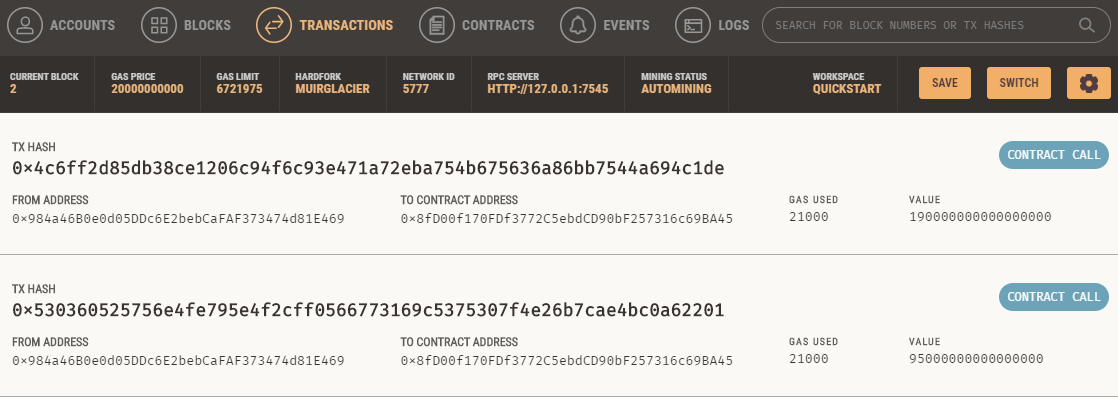 ACCOUNTS BLOCKS TRANSACTIONS CONTRACTS EVENTS LOGS SEARCH FOR BLOCK NUMBERS OR TX HASHES
CURRENT BLOCK GAS PRICE GAS LIMIT HARDFORK NETWORK ID RPC SERVER MINING STATUS WORKSPACE
2 20000000000 6721975 MUIRGLACIER 5777 HTTP://127.0.0.1:7545 AUTOMINING QUICKSTART SAVE SWITCH
TX HASH
0×4c6ff2d85db38ce1206c94f6c93e471a72eba754b675636a86bb7544a694c1de CONTRACT CALL
FROM ADDRESS TO CONTRACT ADDRESS GAS USED VALUE
0×984a46B0e0d05DDc6E2bebCaFAF373474d81E469 0×8fD00f170FDf3772C5ebdCD90bF257316c69BA45 21000 190000000000000000
TX HASH
0×530360525756e4fe795e4f2cff0566773169c5375307f4e26b7cae4bc0a62201 CONTRACT CALL
FROM ADDRESS TO CONTRACT ADDRESS GAS USED VALUE
0×984a46B0e0d05DDc6E2bebCaFAF373474d81E469 0×8fD00f170FDf3772C5ebdCD90bF257316c69BA45 21000 95000000000000000